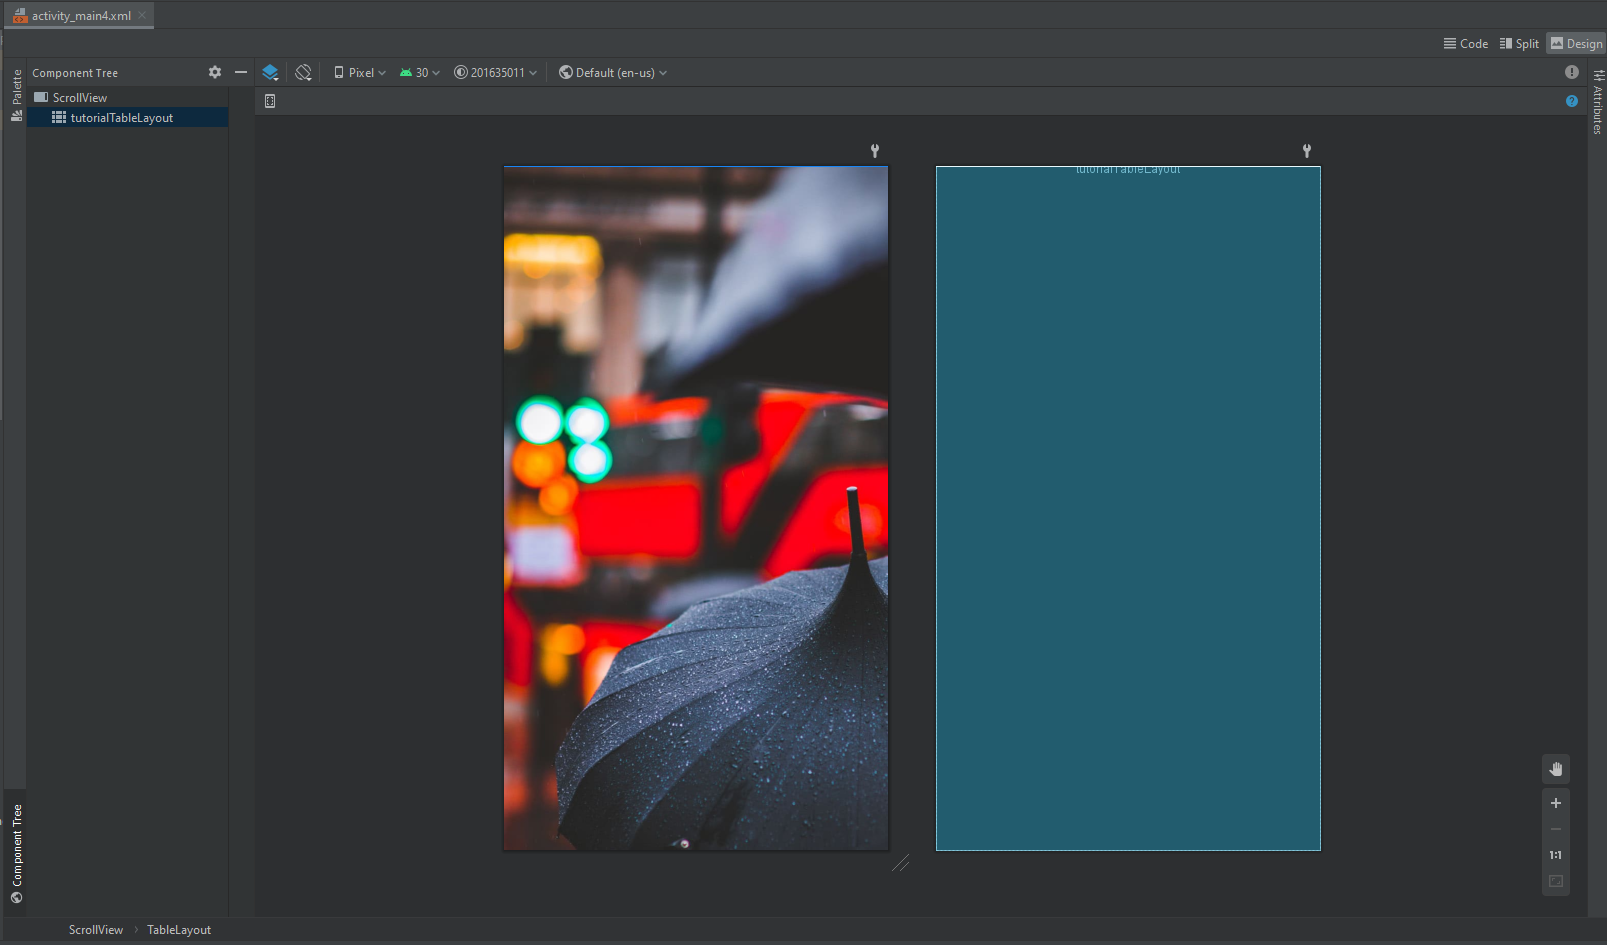 activity_main4.xml
Code
Split
Design
Palette
Component Tree
Pixel
30
201635011
Default (en-us)
Attributes
ScrollView
tutorialTableLayout
tutorialTableLayout
1:1
Component Tree
ScrollView
TableLayout